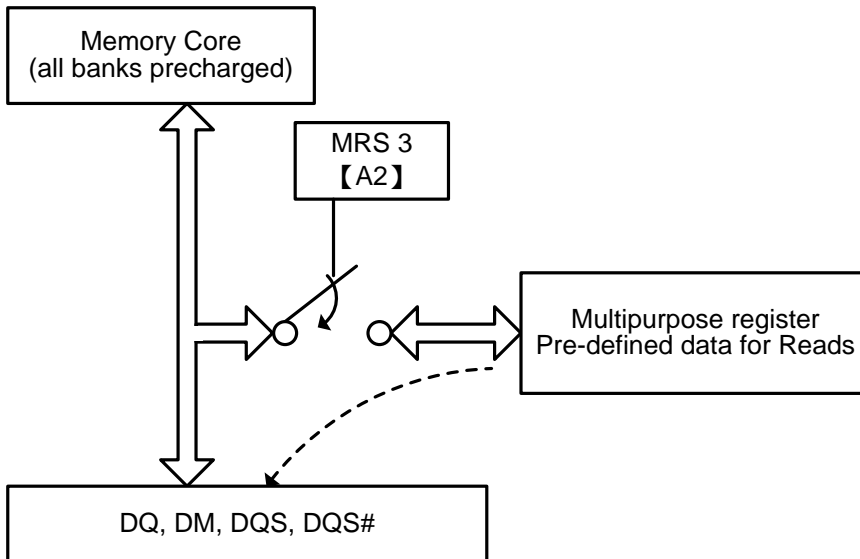 Memory Core
(all banks precharged)
MRS 3
【A2】
Multipurpose register
Pre-defined data for Reads
DQ, DM, DQS, DQS#